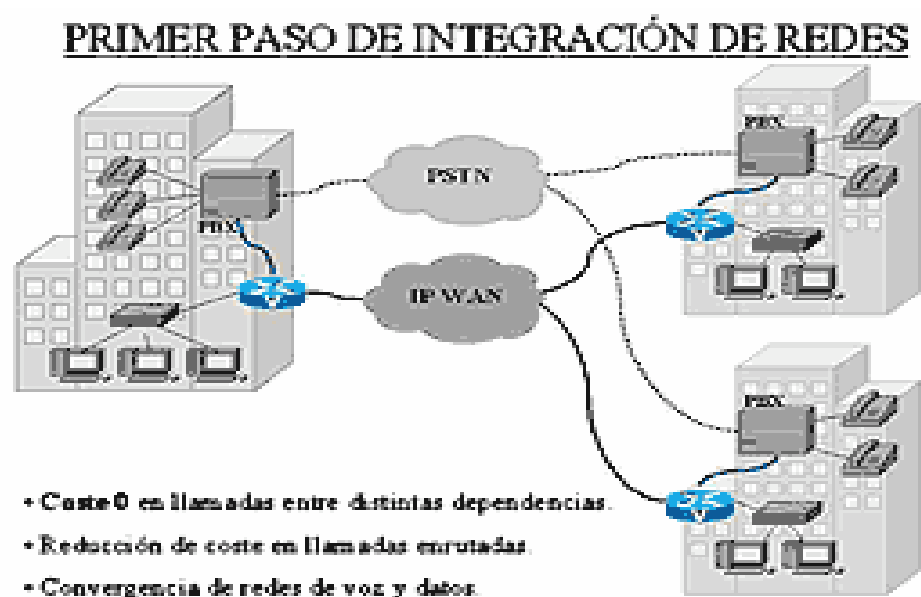 PRIMER PASO DE INTEGRACIÓN DE REDES
PBX
PSTN
PBX
IP WAN
PBX
• Coste 0 en llamadas entre distintas dependencias.
• Reducción de coste en llamadas enrutadas.
• Convergencia de redes de voz y datos.